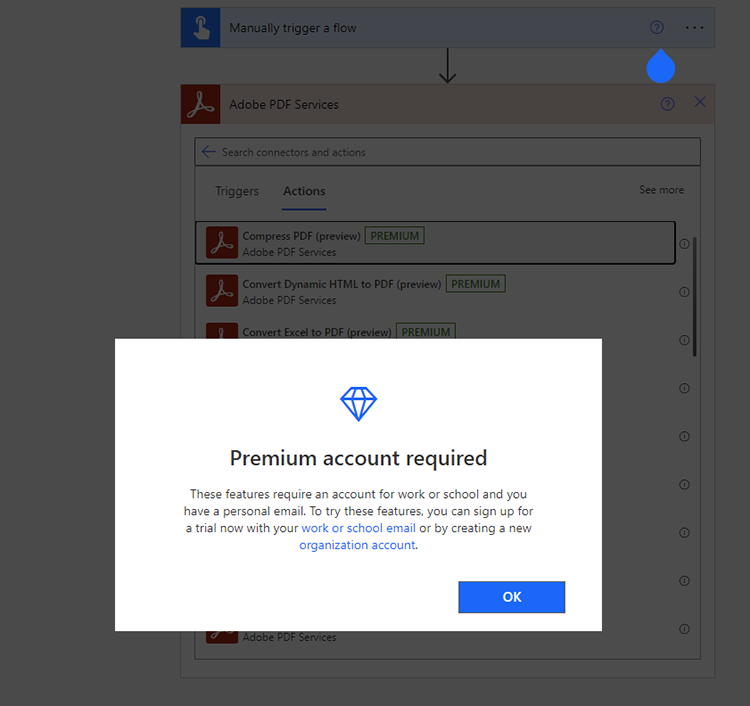 Manually trigger a flow
Adobe PDF Services
Search connectors and actions
Triggers Actions See more
Compress PDF (preview) PREMIUM
Adobe PDF Services
Convert Dynamic HTML to PDF (preview) PREMIUM
Adobe PDF Services
Convert Excel to PDF (preview) PREMIUM
Premium account required
These features require an account for work or school and you
have a personal email. To try these features, you can sign up for
a trial now with your work or school email or by creating a new
organization account.
OK
Adobe PDF Services